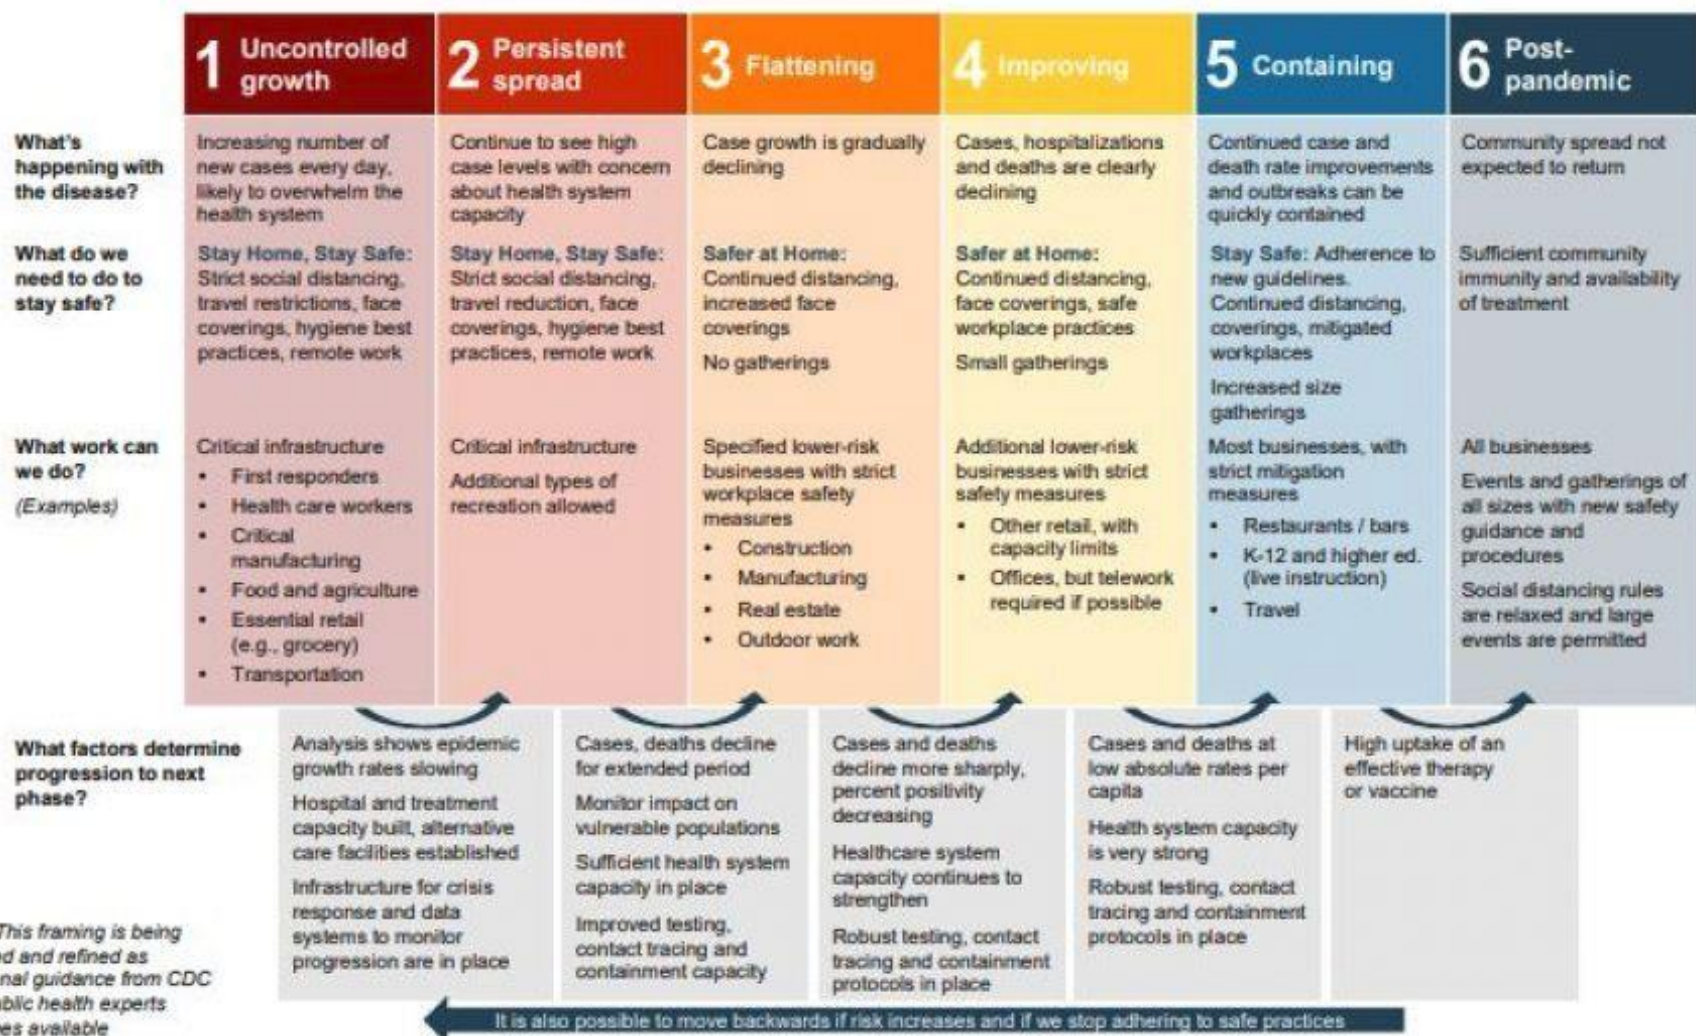 1 Uncontrolled
growth
2 Persistent
spread
3 Flattening
4 Improving
5 Containing
6 Post-
pandemic
What's
happening with
the disease?
Increasing number of
new cases every day,
likely to overwhelm the
health system
Continue to see high
case levels with concern
about health system
capacity
Case growth is gradually
declining
Cases, hospitalizations
and deaths are clearly
declining
Continued case and
death rate improvements
and outbreaks can be
quickly contained
Community spread not
expected to return
What do we
need to do to
stay safe?
Stay Home, Stay Safe:
Strict social distancing,
travel restrictions, face
coverings, hygiene best
practices, remote work
Stay Home, Stay Safe:
Strict social distancing,
travel reduction, face
coverings, hygiene best
practices, remote work
Safer at Home:
Continued distancing,
increased face
coverings
No gatherings
Safer at Home:
Continued distancing,
face coverings, safe
workplace practices
Small gatherings
Stay Safe: Adherence to
new guidelines.
Continued distancing,
coverings, mitigated
workplaces
Increased size
gatherings
Sufficient community
immunity and availability
of treatment
What work can
we do?
(Examples)
Critical infrastructure
• First responders
• Health care workers
• Critical
manufacturing
• Food and agriculture
• Essential retail
(e.g., grocery)
• Transportation
Critical infrastructure
Additional types of
recreation allowed
Specified lower-risk
businesses with strict
workplace safety
measures
• Construction
• Manufacturing
• Real estate
• Outdoor work
Additional lower-risk
businesses with strict
safety measures
• Other retail, with
capacity limits
• Offices, but telework
required if possible
Most businesses, with
strict mitigation
measures
• Restaurants / bars
• K-12 and higher ed.
(live instruction)
• Travel
All businesses
Events and gatherings of
all sizes with new safety
guidance and
procedures
Social distancing rules
are relaxed and large
events are permitted
What factors determine
progression to next
phase?
Analysis shows epidemic
growth rates slowing
Hospital and treatment
capacity built, alternative
care facilities established
Infrastructure for crisis
response and data
systems to monitor
progression are in place
Cases, deaths decline
for extended period
Monitor impact on
vulnerable populations
Sufficient health system
capacity in place
Improved testing,
contact tracing and
containment capacity
Cases and deaths
decline more sharply,
percent positivity
decreasing
Healthcare system
capacity continues to
strengthen
Robust testing, contact
tracing and containment
protocols in place
Cases and deaths at
low absolute rates per
capita
Health system capacity
is very strong
Robust testing, contact
tracing and containment
protocols in place
High uptake of an
effective therapy
or vaccine
This framing is being
and refined as
guidance from CDC
health experts
available
It is also possible to move backwards if risk increases and if we stop adhering to safe practices